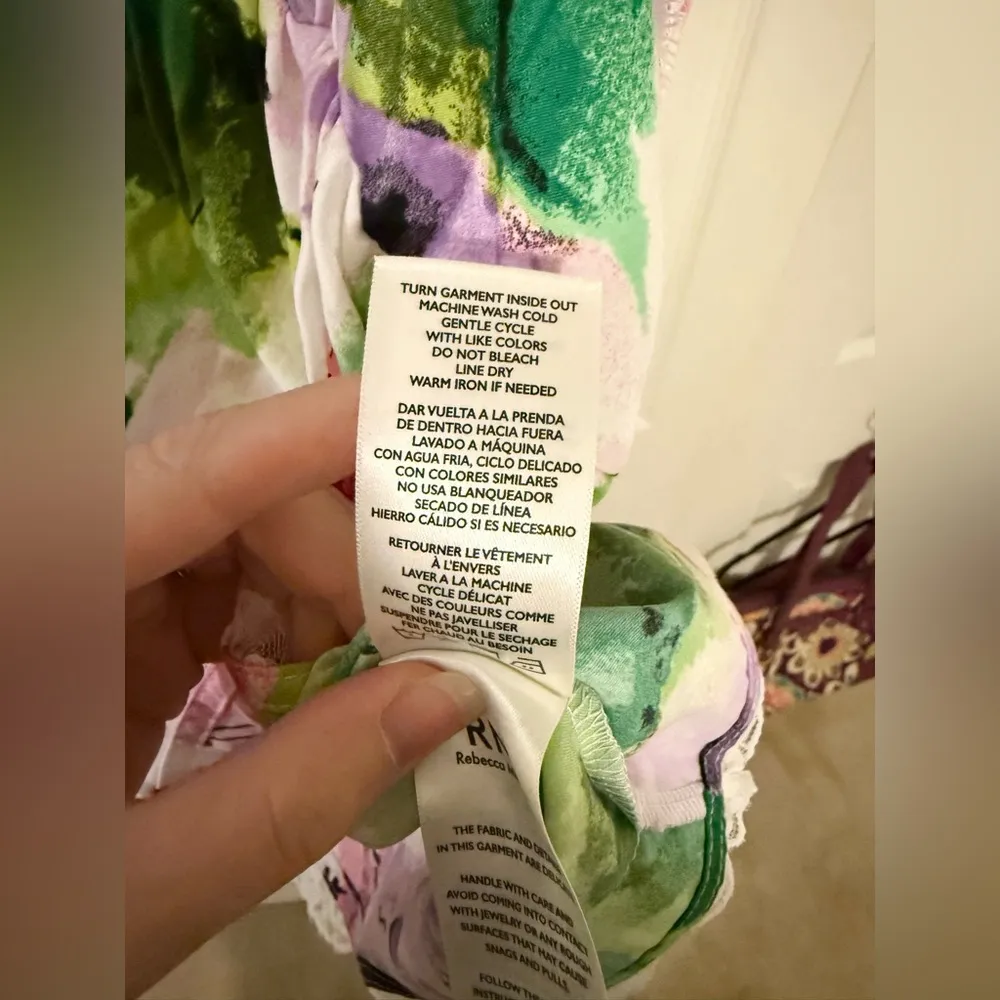 TURN GARMENT INSIDE OUT
MACHINE WASH COLD
GENTLE CYCLE
WITH LIKE COLORS
DO NOT BLEACH
LINE DRY
WARM IRON IF NEEDED
DAR VUELTA A LA PRENDA
DE DENTRO HACIA FUERA
LAVADO A MÁQUINA
CON AGUA FRIA, CICLO DELICADO
CON COLORES SIMILARES
NO USA BLANQUEADOR
SECADO DE LÍNEA
HIERRO CÁLIDO SI ES NECESARIO
RETOURNER LE VÊTEMENT
À L'ENVERS
LAVER A LA MACHINE
CYCLE DÉLICAT
AVEC DES COULEURS COMME
NE PAS JAVELLISER
SUSPENDRE POUR LE SECHAGE
FER CHAUD AU BESOIN
Rebecca
THE FABRIC AND
IN THIS GARMENT ARE
HANDLE WITH CARE AND
AVOID COMING INTO CONTACT
WITH JEWELRY OR ANY ROUGH
SURFACES THAT MAY CAUSE
SNAGS AND PULLS.
FOLLOW